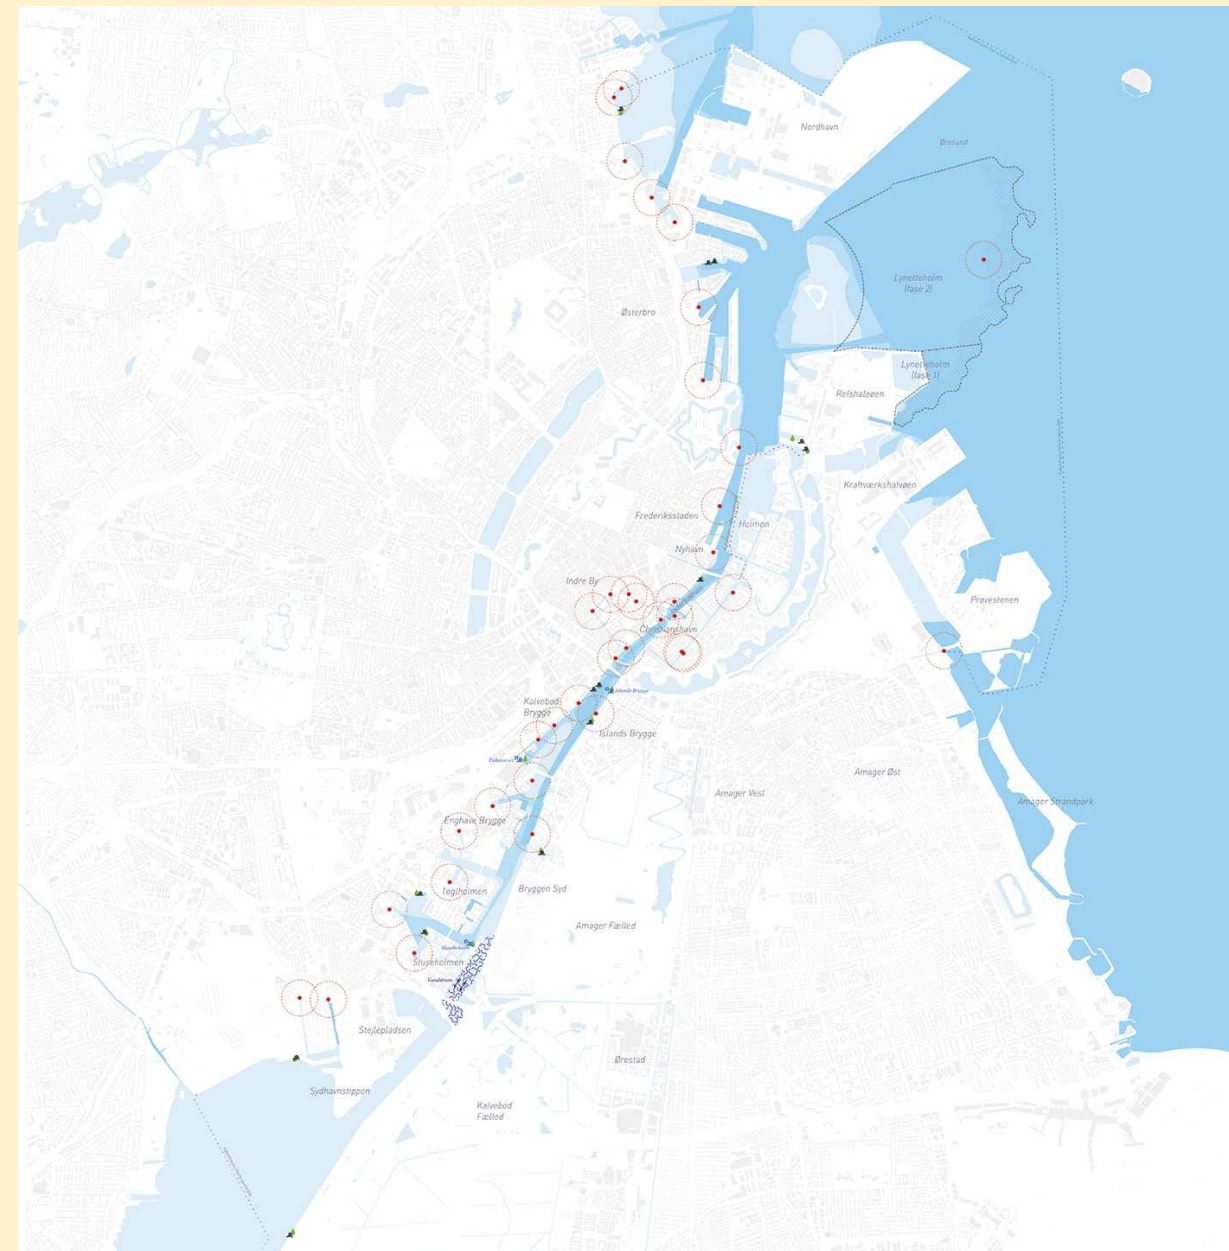 Nordhavn
Øresund
Lynetteholm
(fase 2)
Østerbro
Lynetteholm
(fase 1)
Refshaleøen
Kraftværkshalvøen
Frederiksstaden
Holmen
Nyhavn
Indre By
Prøvestenen
Christianshavn
Kalvebod
Brygge
Islands Brygge
Amager Øst
Amager Vest
Amager Strandpark
Enghave Brygge
Teglholmen
Bryggen Syd
Amager Fælled
Sluseholmen
Stejlepladsen
Ørestad
Sydhavnstippen
Kalvebod
Fælled